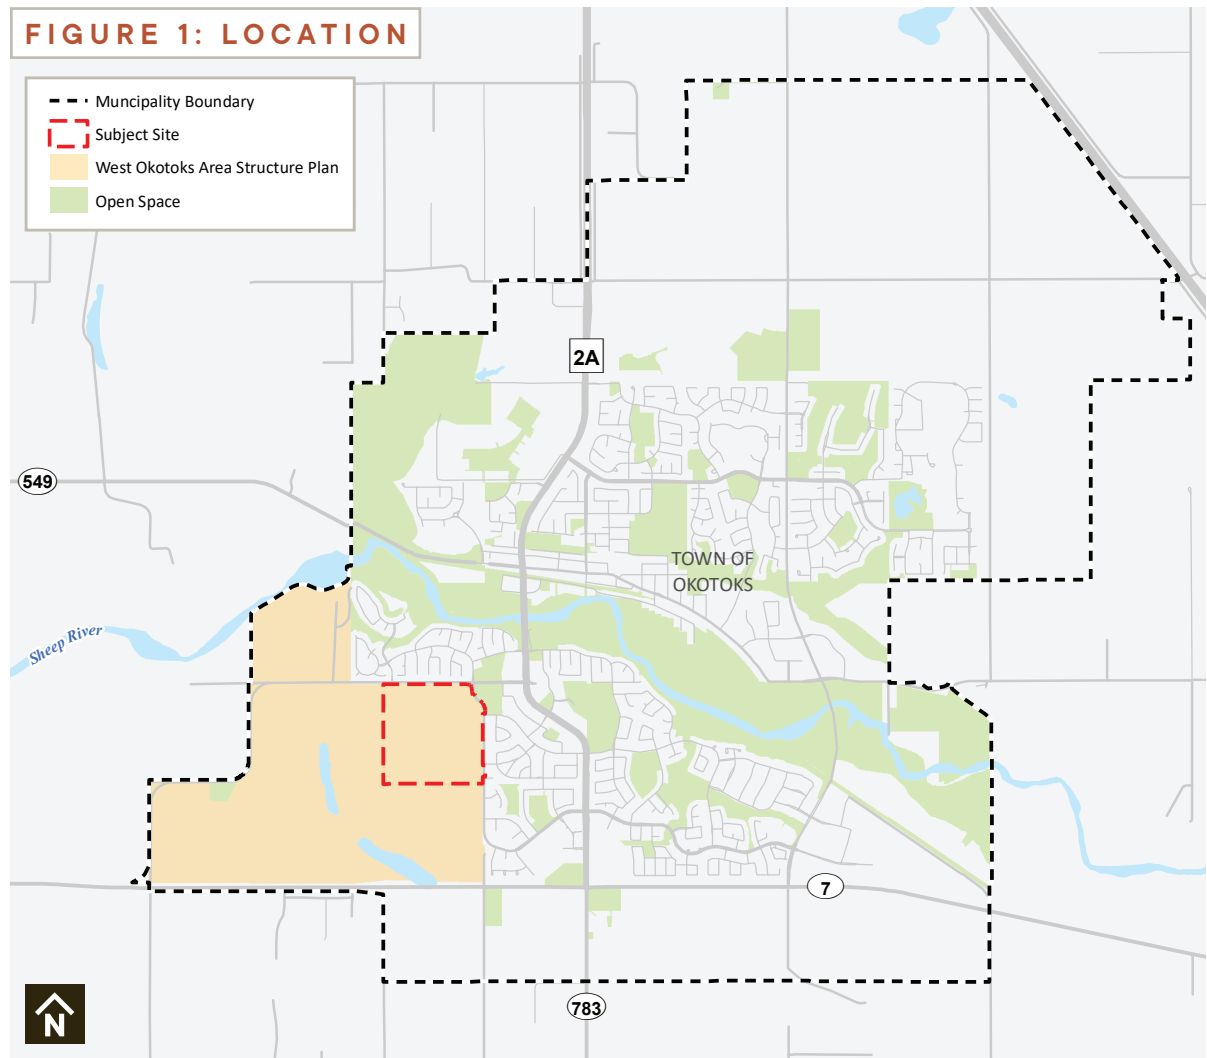 FIGURE 1: LOCATION
Muncipality Boundary
Subject Site
West Okotoks Area Structure Plan
Open Space
2A
549
TOWN OF
OKOTOKS
Sheep River
7
783
N